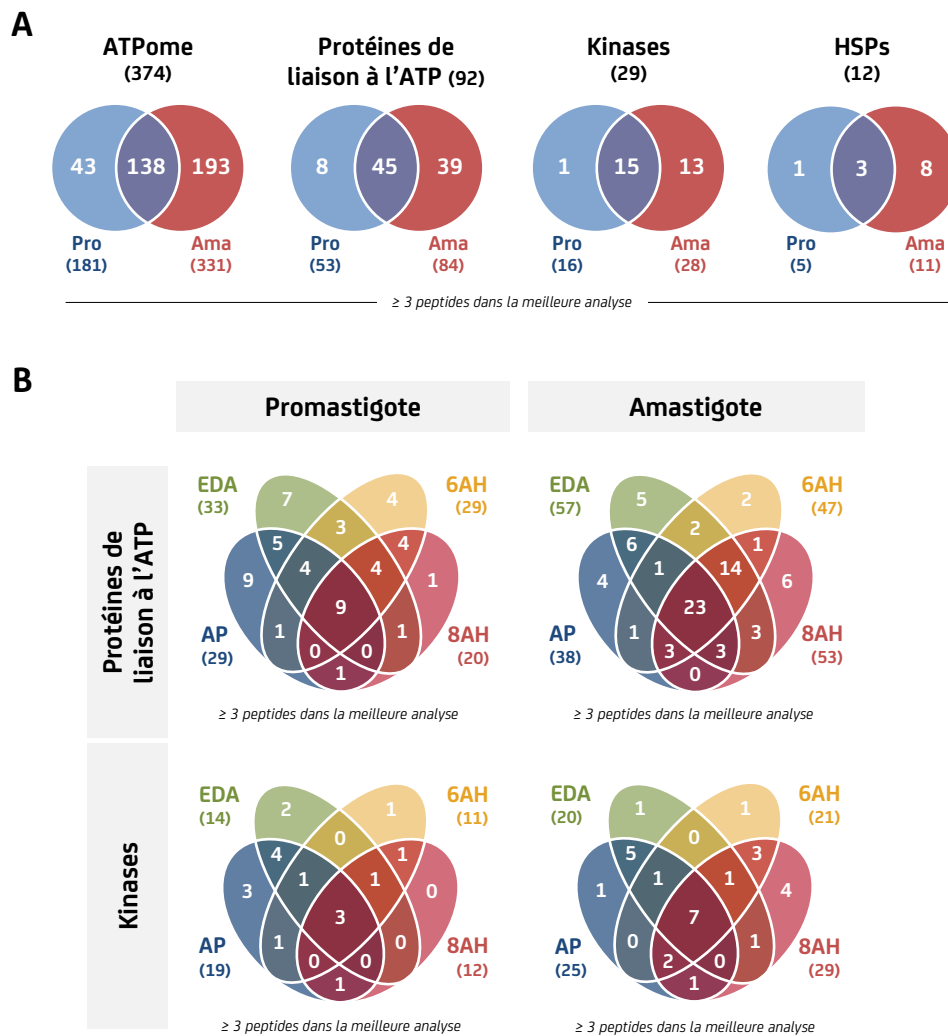 A
ATPome
(374)
43 138 193
Pro
(181)
Ama
(331)
Protéines de
liaison à l'ATP (92)
8 45 39
Pro
(53)
Ama
(84)
Kinases
(29)
1 15 13
Pro
(16)
Ama
(28)
HSPs
(12)
1 3 8
Pro
(5)
Ama
(11)
≥ 3 peptides dans la meilleure analyse
B
Promastigote
Amastigote
Protéines de
liaison à l'ATP
EDA
(33)
6AH
(29)
AP
(29)
8AH
(20)
7 4
3
5 4
9 4 4 1
9
1 1
0 0
1
≥ 3 peptides dans la meilleure analyse
EDA
(57)
6AH
(47)
AP
(38)
8AH
(53)
5 2
2
6 1
4 1 14 6
23
1 3
3 3
0
≥ 3 peptides dans la meilleure analyse
Kinases
EDA
(14)
6AH
(11)
AP
(19)
8AH
(12)
2 1
0
4 1
3 1 1 0
3
1 0
0 0
1
≥ 3 peptides dans la meilleure analyse
EDA
(20)
6AH
(21)
AP
(25)
8AH
(29)
1 1
0
5 3
1 1 1 4
7
0 1
2 0
1
≥ 3 peptides dans la meilleure analyse